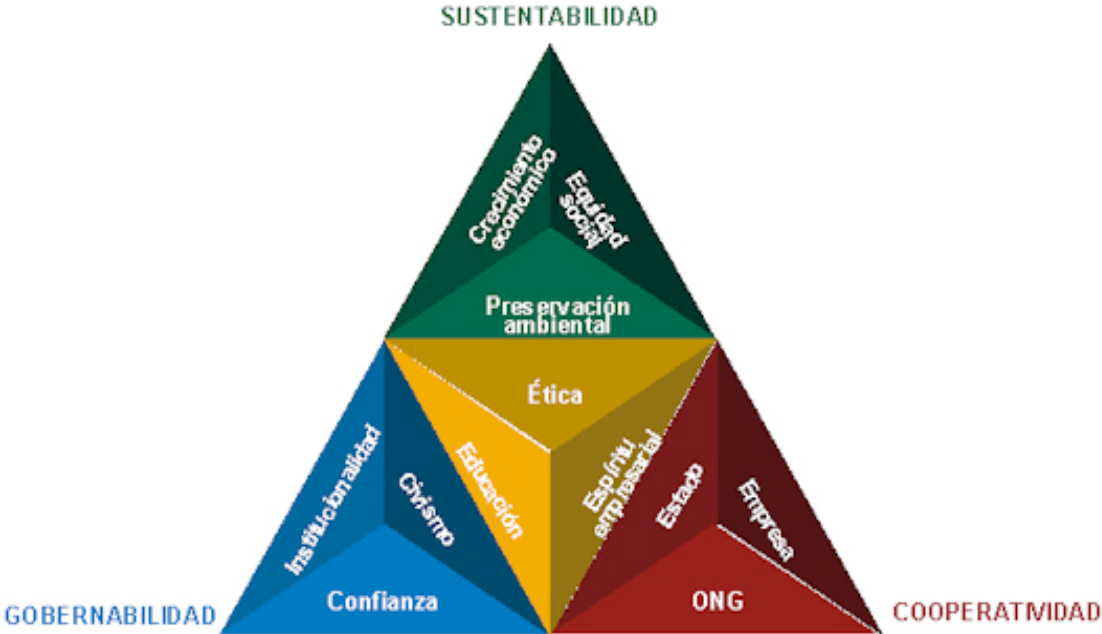 SUSTENTABILIDAD
Crecimiento
económico
Equidad
social
Preservación
ambiental
Ética
Institucionalidad
Civismo
Educación
Espíritu
empresarial
Estado
Empresa
Confianza
ONG
GOBERNABILIDAD
COOPERATIVIDAD